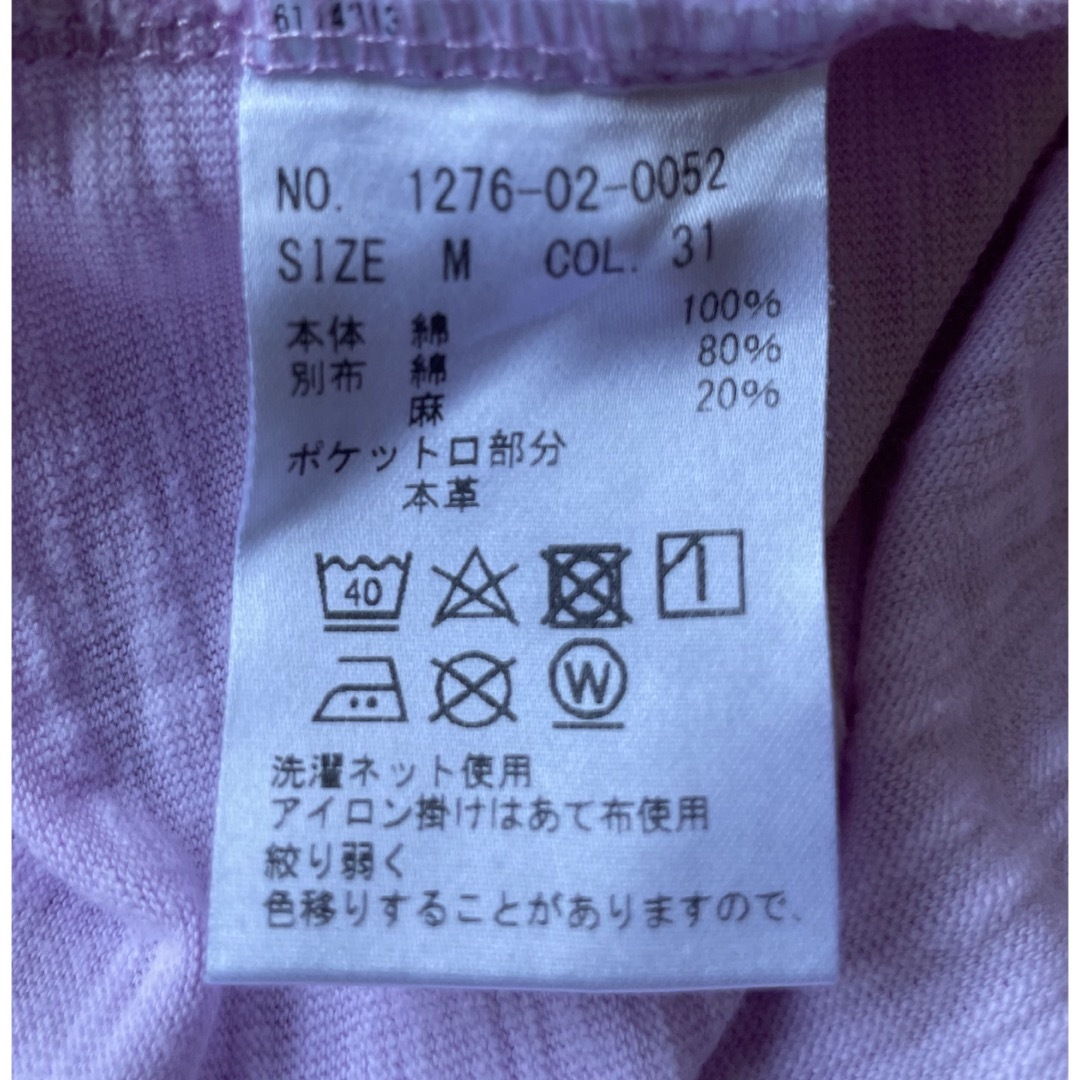 NO. 1276-02-0052
SIZE M COL. 31
本体 綿 100%
別布 綿 80%
麻 20%
ポケット口部分
本革
40
W
洗濯ネット使用
アイロン掛けはあて布使用
絞り弱く
色移りすることがありますので、